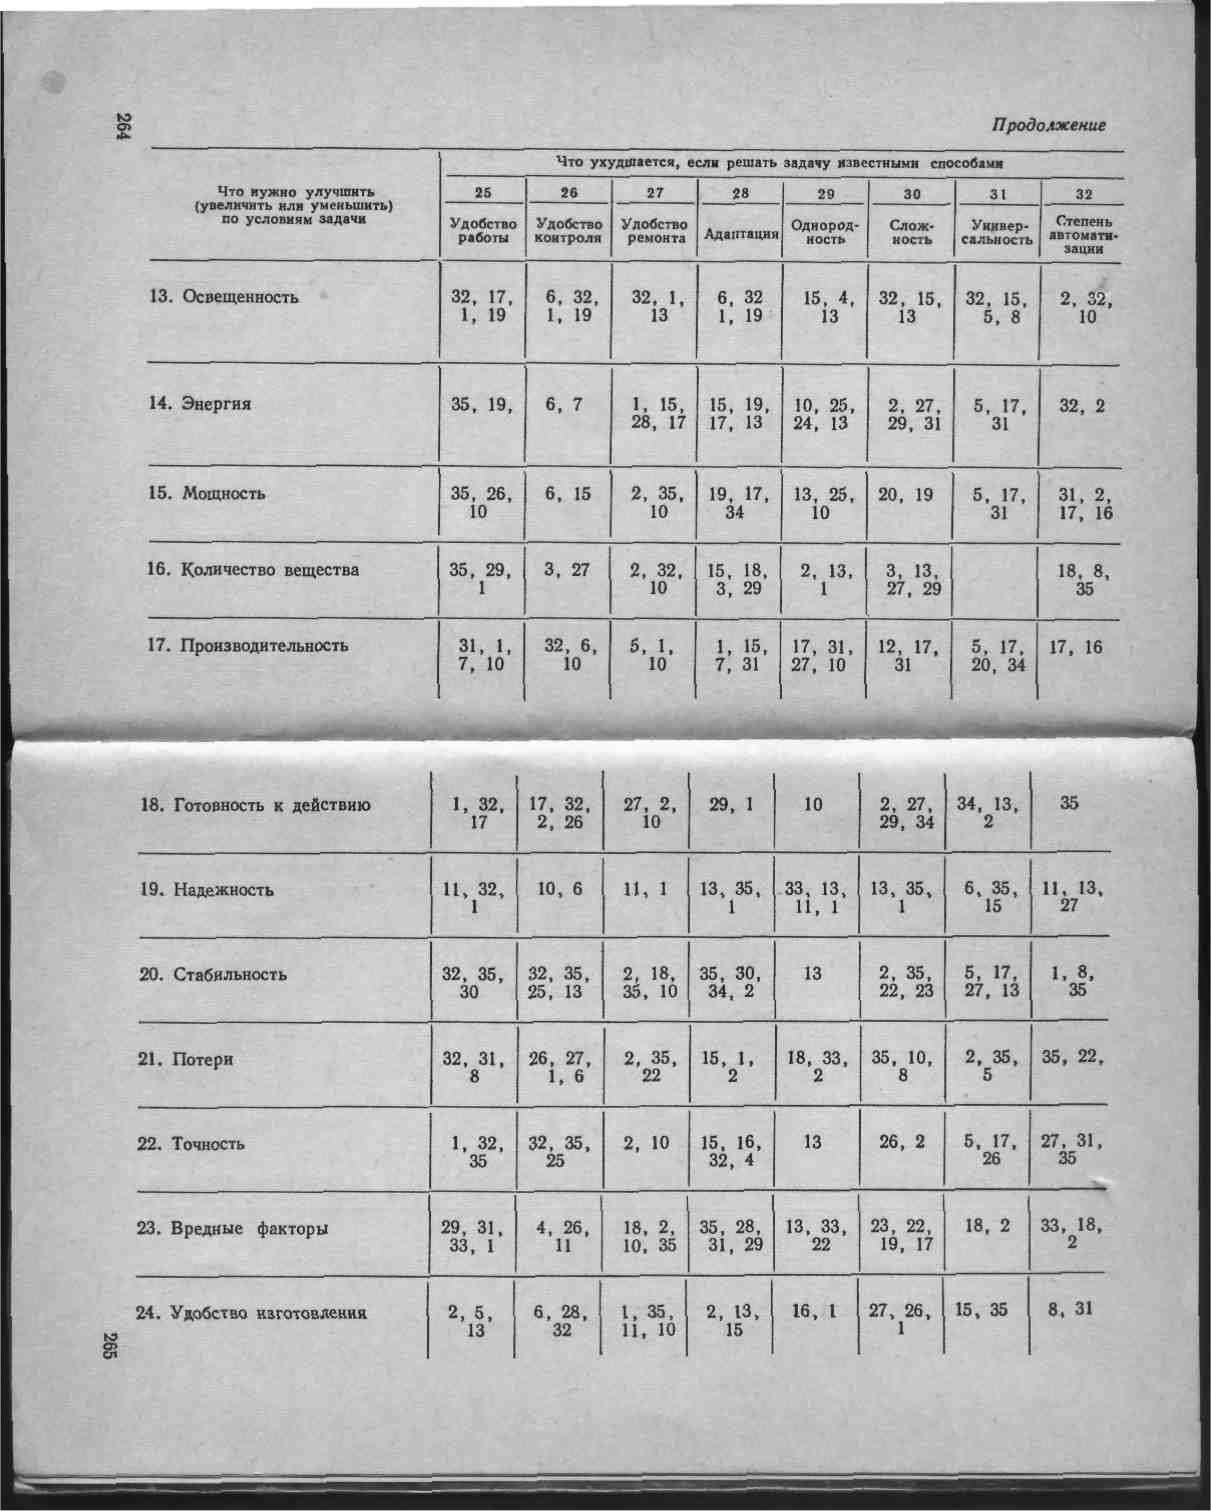 264
Продолжение
Что нужно улучшить
(увеличить или уменьшить)
по условиям задачи
Что ухудшается, если решать задачу известными способами
25 26 27 28 29 30 31 32
Удобство работы
Удобство контроля
Удобство ремонта
Адаптация
Однород-
ность
Слож-
ность
Универ-
сальность
Степень
автомати-
зации
13. Освещенность 32, 17, 6, 32, 32, 1, 6, 32 15, 4, 32, 15, 32, 15, 2, 32,
1, 19 1, 19 13 1, 19 13 13 5, 8 10
14. Энергия 35, 19, 6, 7 1, 15, 15, 19, 10, 25, 2, 27, 5, 17, 32, 2
28, 17 17, 13 24, 13 29, 31 31
15. Мощность 35, 26, 6, 15 2, 35, 19, 17, 13, 25, 20, 19 5, 17, 31, 2,
10 10 34 10 31 17, 16
16. Количество вещества 35, 29, 3, 27 2, 32, 15, 18, 2, 13, 3, 13, 18, 8,
1 10 3, 29 1 27, 29 35
17. Производительность 31, 1, 32, 6, 5, 1, 1, 15, 17, 31, 12, 17, 5, 17, 17, 16
7, 10 10 10 7, 31 27, 10 31 20, 34
18. Готовность к действию 1, 32, 17, 32, 27, 2, 29, 1 10 2, 27, 34, 13, 35
17 2, 26 10 29, 34 2
19. Надежность 11, 32, 10, 6 11, 1 13, 35, 33, 13, 13, 35, 6, 35, 11, 13,
1 1 11, 1 1 15 27
20. Стабильность 32, 35, 32, 35, 2, 18, 35, 30, 13 2, 35, 5, 17, 1, 8,
30 25, 13 35, 10 34, 2 22, 23 27, 13 35
21. Потери 32, 31, 26, 27, 2, 35, 15, 1, 18, 33, 35, 10, 2, 35, 35, 22,
8 1, 6 22 2 2 8 5
22. Точность 1, 32, 32, 35, 2, 10 15, 16, 13 26, 2 5, 17, 27, 31,
35 25 32, 4 26 35
23. Вредные факторы 29, 31, 4, 26, 18, 2, 35, 28, 13, 33, 23, 22, 18, 2 33, 18,
33, 1 11 10, 35 31, 29 22 19, 17 2
24. Удобство изготовления 2, 5, 6, 28, 1, 35, 2, 13, 16, 1 27, 26, 15, 35 8, 31
13 32 11, 10 15 1
265